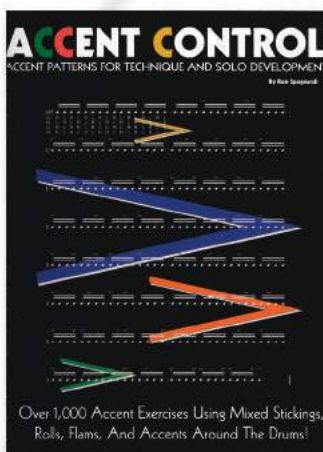 ACCENT CONTROL
ACCENT PATTERNS FOR TECHNIQUE AND SOLO DEVELOPMENT
By Ron Spagnardi
Over 1,000 Accent Exercises Using Mixed Stickings,
Rolls, Flams, And Accents Around The Drums!